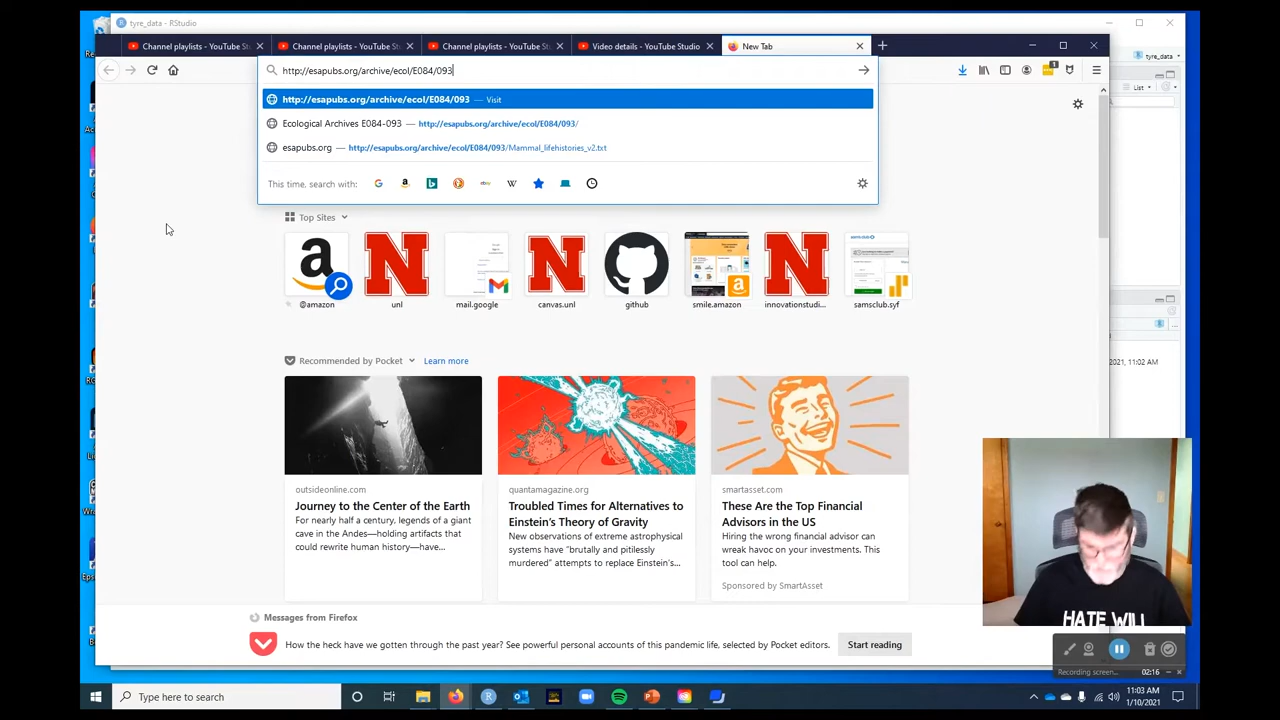 tyre_data - RStudio
Channel playlists - YouTube St
Channel playlists - YouTube St
Channel playlists - YouTube St
Video details - YouTube Studio
New Tab
http://esapubs.org/archive/ecol/E084/093
http://esapubs.org/archive/ecol/E084/093 — Visit
Ecological Archives E084-093 — http://esapubs.org/archive/ecol/E084/093/
esapubs.org — http://esapubs.org/archive/ecol/E084/093/Mammal_lifehistories_v2.txt
This time, search with:
Top Sites
@amazon
unl
mail.google
canvas.unl
github
smile.amazon
innovationstudi...
samsclub.syf
Recommended by Pocket
Learn more
outsideonline.com
Journey to the Center of the Earth
For nearly half a century, legends of a giant
cave in the Andes—holding artifacts that
could rewrite human history—have...
quantamagazine.org
Troubled Times for Alternatives to
Einstein's Theory of Gravity
New observations of extreme astrophysical
systems have "brutally and pitilessly
murdered" attempts to replace Einstein's...
smartasset.com
These Are the Top Financial
Advisors in the US
Hiring the wrong financial advisor can
wreak havoc on your investments. This
tool can help.
Sponsored by SmartAsset
Messages from Firefox
How the heck have we gotten through the past year? See powerful personal accounts of this pandemic life, selected by Pocket editors.
Start reading
tyre_data
List
2021, 11:02 AM
HATE WILL
Recording screen...
02:16
Type here to search
11:03 AM
1/10/2021